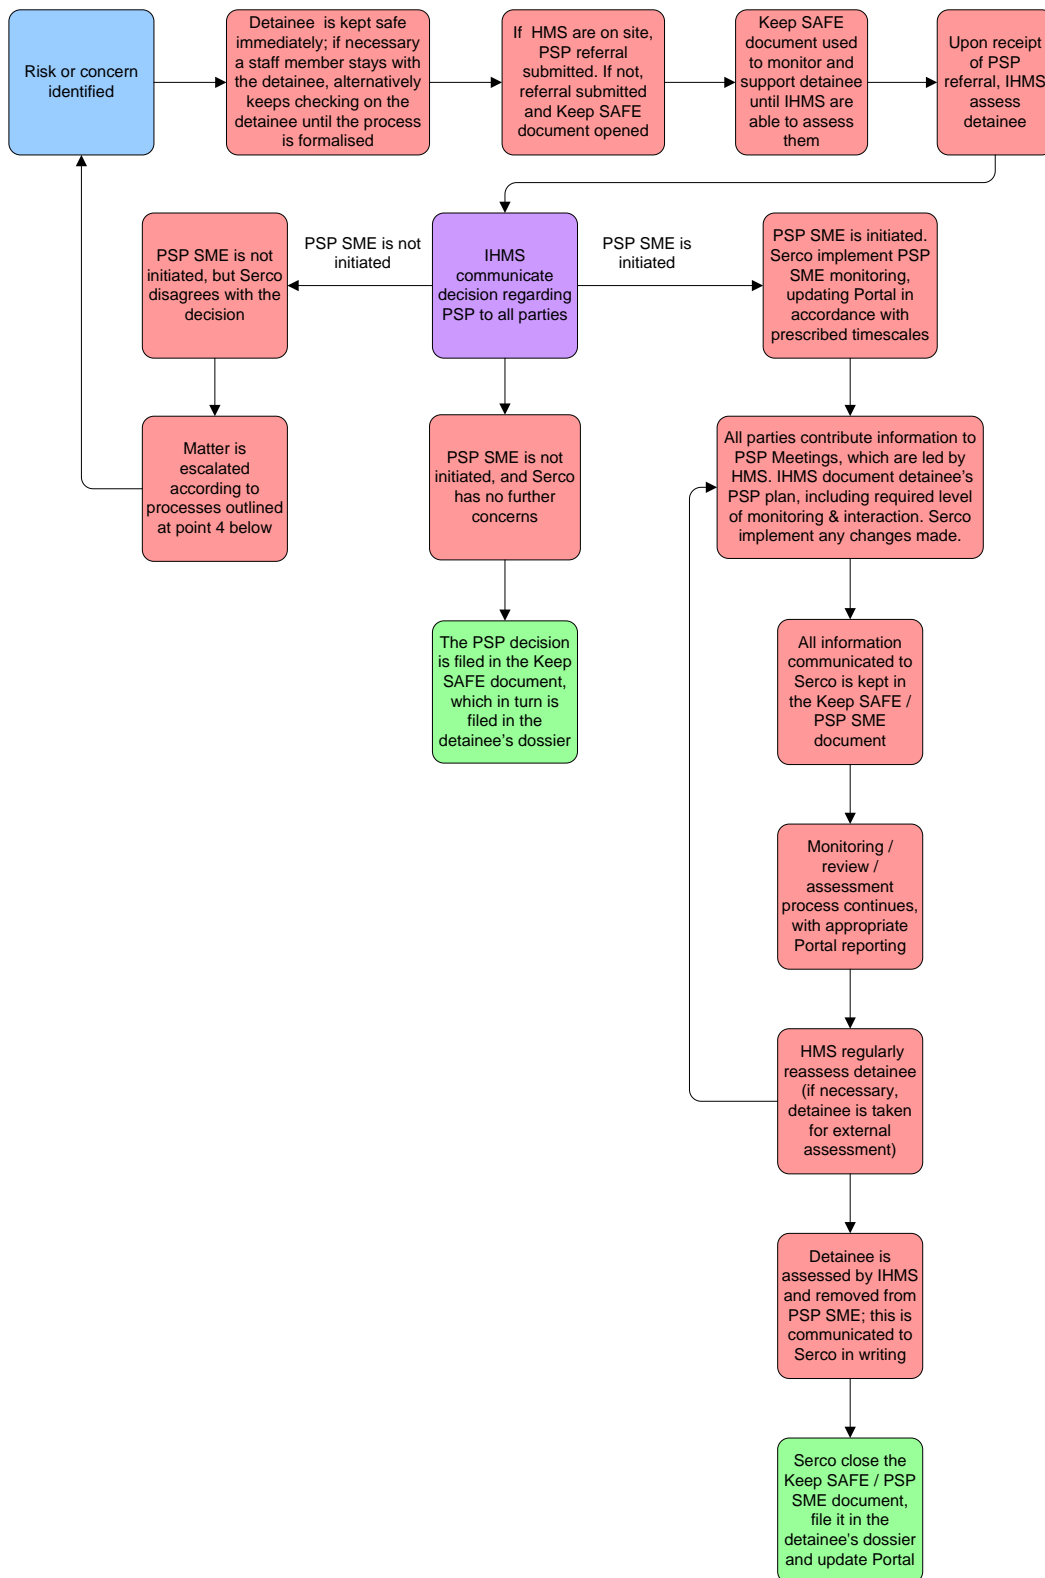 Risk or concern
identified
Detainee is kept safe
immediately; if necessary
a staff member stays with
the detainee, alternatively
keeps checking on the
detainee until the process
is formalised
If HMS are on site,
PSP referral
submitted. If not,
referral submitted
and Keep SAFE
document opened
Keep SAFE
document used
to monitor and
support detainee
until IHMS are
able to assess
them
Upon receipt
of PSP
referral, IHMS
assess
detainee
PSP SME is not
initiated, but Serco
disagrees with the
decision
PSP SME is not
initiated
IHMS
communicate
decision regarding
PSP to all parties
PSP SME is
initiated
PSP SME is initiated.
Serco implement PSP
SME monitoring,
updating Portal in
accordance with
prescribed timescales
Matter is
escalated
according to
processes outlined
at point 4 below
PSP SME is not
initiated, and Serco
has no further
concerns
All parties contribute information to
PSP Meetings, which are led by
HMS. IHMS document detainee's
PSP plan, including required level
of monitoring & interaction. Serco
implement any changes made.
The PSP decision
is filed in the Keep
SAFE document,
which in turn is
filed in the
detainee's dossier
All information
communicated to
Serco is kept in
the Keep SAFE /
PSP SME
document
Monitoring /
review /
assessment
process continues,
with appropriate
Portal reporting
HMS regularly
reassess detainee
(if necessary,
detainee is taken
for external
assessment)
Detainee is
assessed by IHMS
and removed from
PSP SME; this is
communicated to
Serco in writing
Serco close the
Keep SAFE / PSP
SME document,
file it in the
detainee's dossier
and update Portal